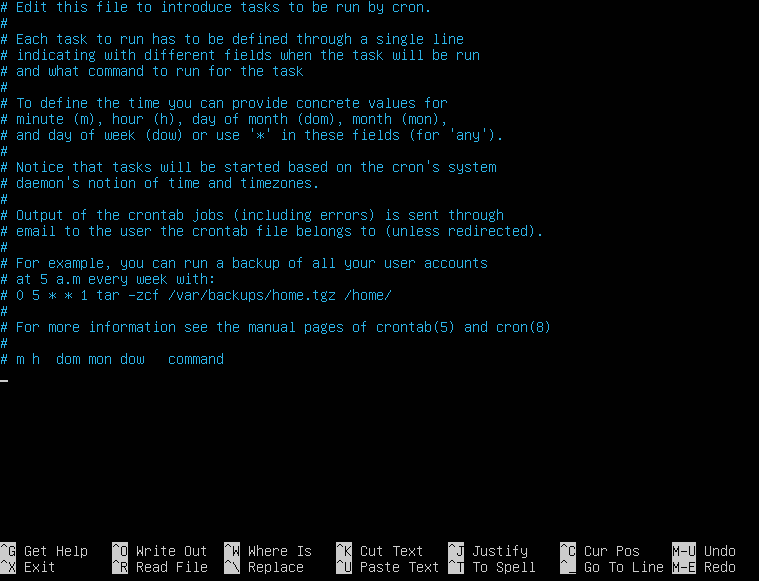 # Edit this file to introduce tasks to be run by cron.
#
# Each task to run has to be defined through a single line
# indicating with different fields when the task will be run
# and what command to run for the task
#
# To define the time you can provide concrete values for
# minute (m), hour (h), day of month (dom), month (mon),
# and day of week (dow) or use '*' in these fields (for 'any').
#
# Notice that tasks will be started based on the cron's system
# daemon's notion of time and timezones.
#
# Output of the crontab jobs (including errors) is sent through
# email to the user the crontab file belongs to (unless redirected).
#
# For example, you can run a backup of all your user accounts
# at 5 a.m every week with:
# 0 5 * * 1 tar -zcf /var/backups/home.tgz /home/
#
# For more information see the manual pages of crontab(5) and cron(8)
#
# m h  dom mon dow   command
^G Get Help   ^O Write Out  ^W Where Is   ^K Cut Text   ^J Justify    ^C Cur Pos    M-U Undo
^X Exit       ^R Read File  ^\ Replace    ^U Paste Text ^T To Spell   ^_ Go To Line M-E Redo